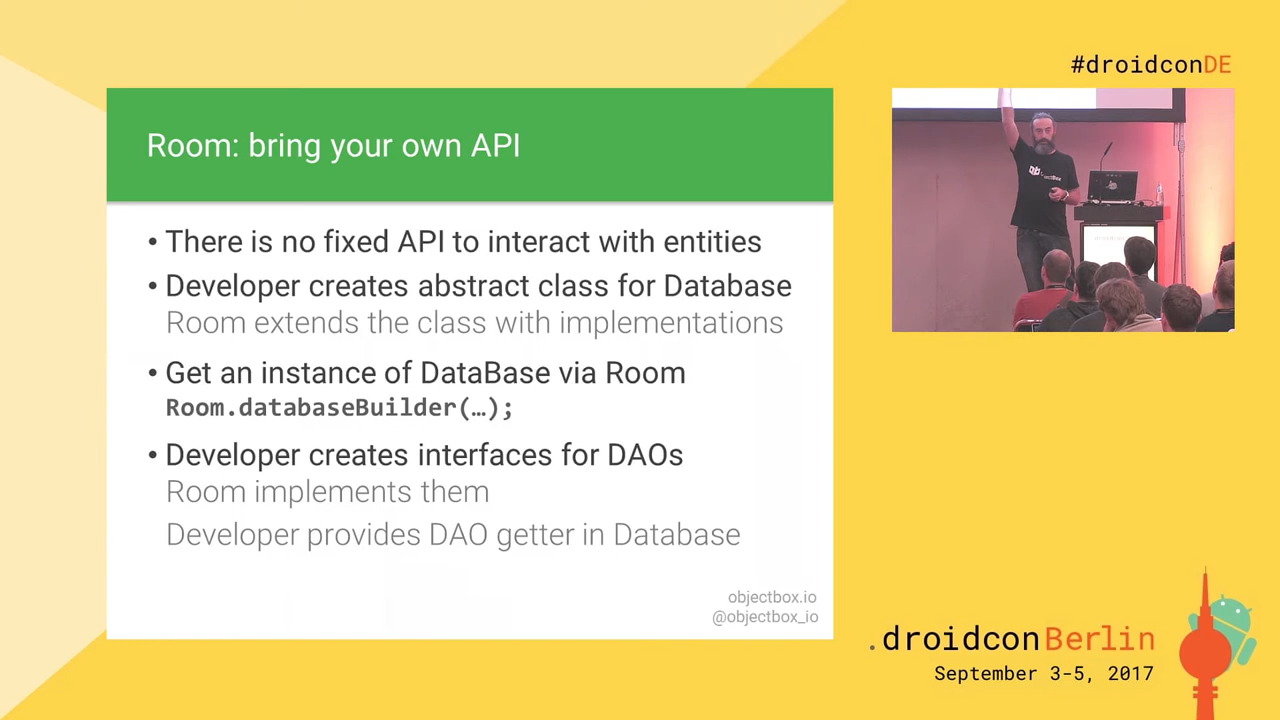 #droidconDE
Room: bring your own API
• There is no fixed API to interact with entities
• Developer creates abstract class for Database
Room extends the class with implementations
• Get an instance of DataBase via Room
Room.databaseBuilder(…);
• Developer creates interfaces for DAOs
Room implements them
Developer provides DAO getter in Database
objectbox.io
@objectbox_io
.droidconBerlin
September 3-5, 2017